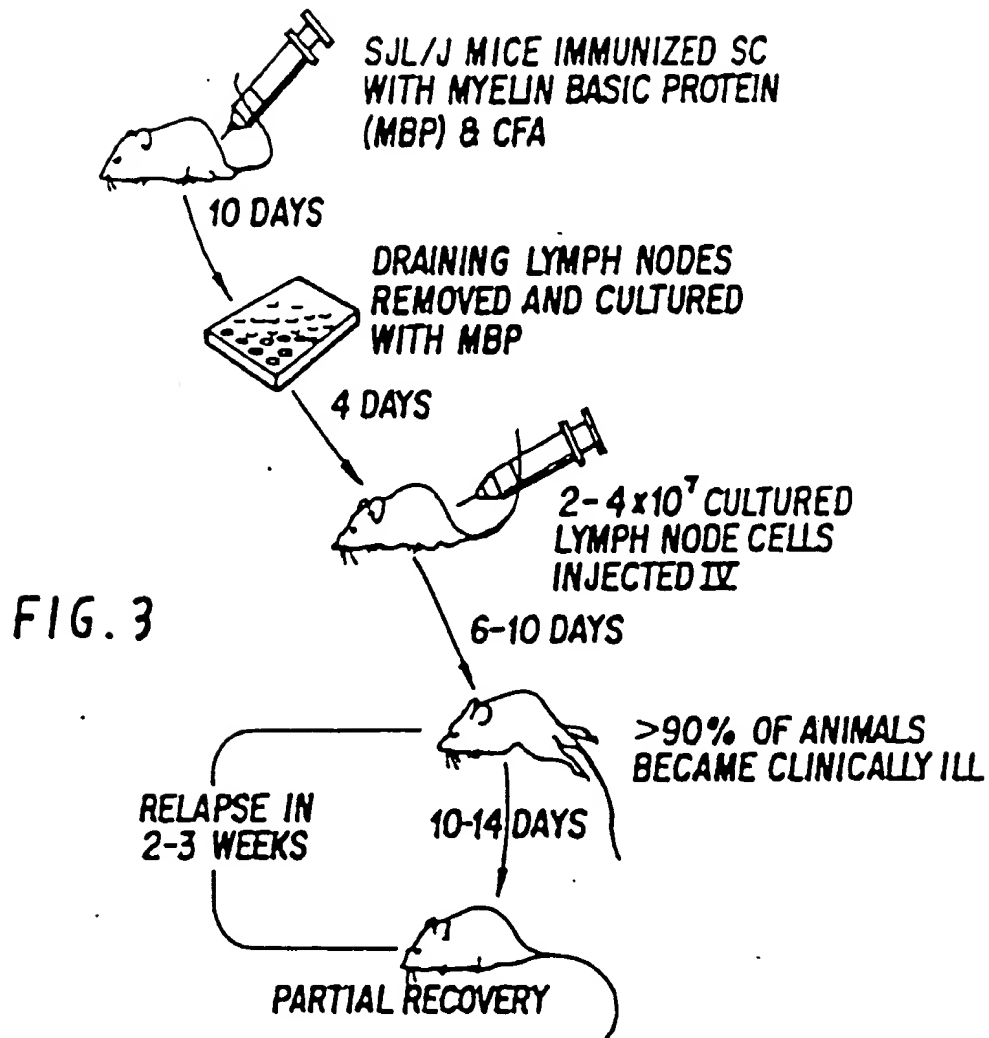 SJL/J MICE IMMUNIZED SC
WITH MYELIN BASIC PROTEIN
(MBP) & CFA
10 DAYS
DRAINING LYMPH NODES
REMOVED AND CULTURED
WITH MBP
4 DAYS
2-4x10⁷ CULTURED
LYMPH NODE CELLS
INJECTED IV
FIG. 3
6-10 DAYS
>90% OF ANIMALS
BECAME CLINICALLY ILL
RELAPSE IN
2-3 WEEKS
10-14 DAYS
PARTIAL RECOVERY